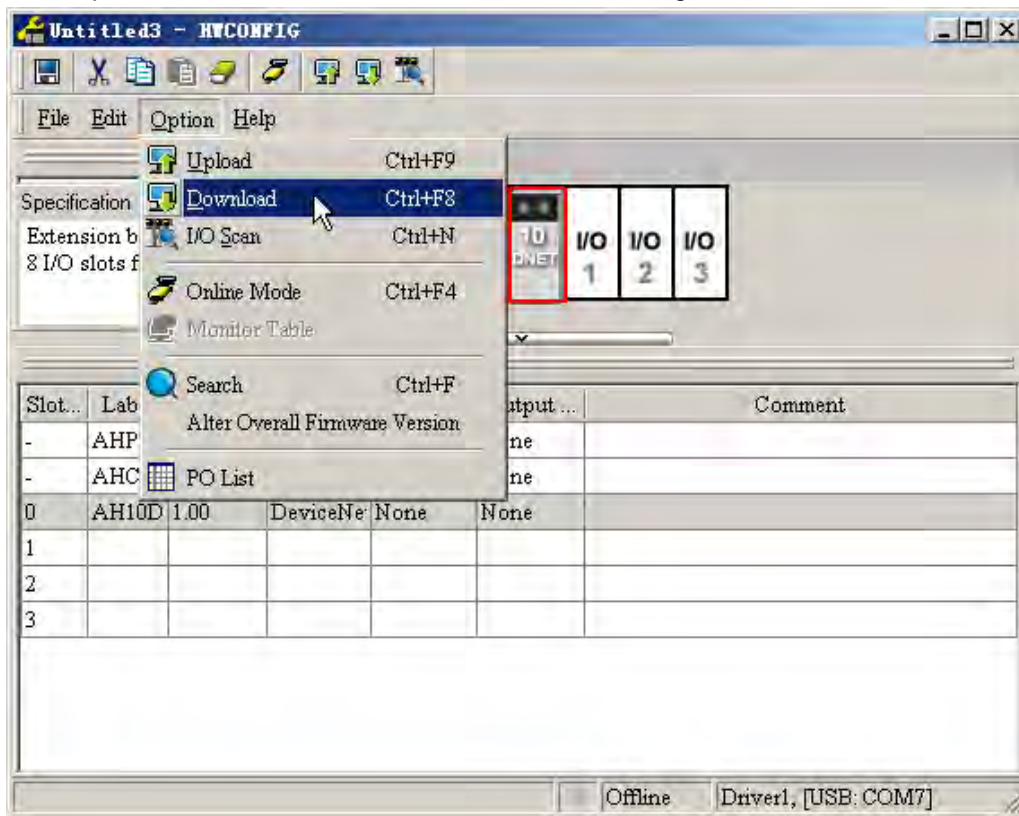 Untitled3 - HWCONFIG
File Edit Option Help
Upload Ctrl+F9
Download Ctrl+F8
I/O Scan Ctrl+N
Online Mode Ctrl+F4
Monitor Table
Search Ctrl+F
Alter Overall Firmware Version
PO List
Specification
Extension b
8 I/O slots f
10
DNET
I/O 1
I/O 2
I/O 3
Slot... Lab utput ... Comment
- AHP ne
- AHC ne
0 AH10D 1.00 DeviceNe None None
1
2
3
Offline Driver1, [USB: COM7]